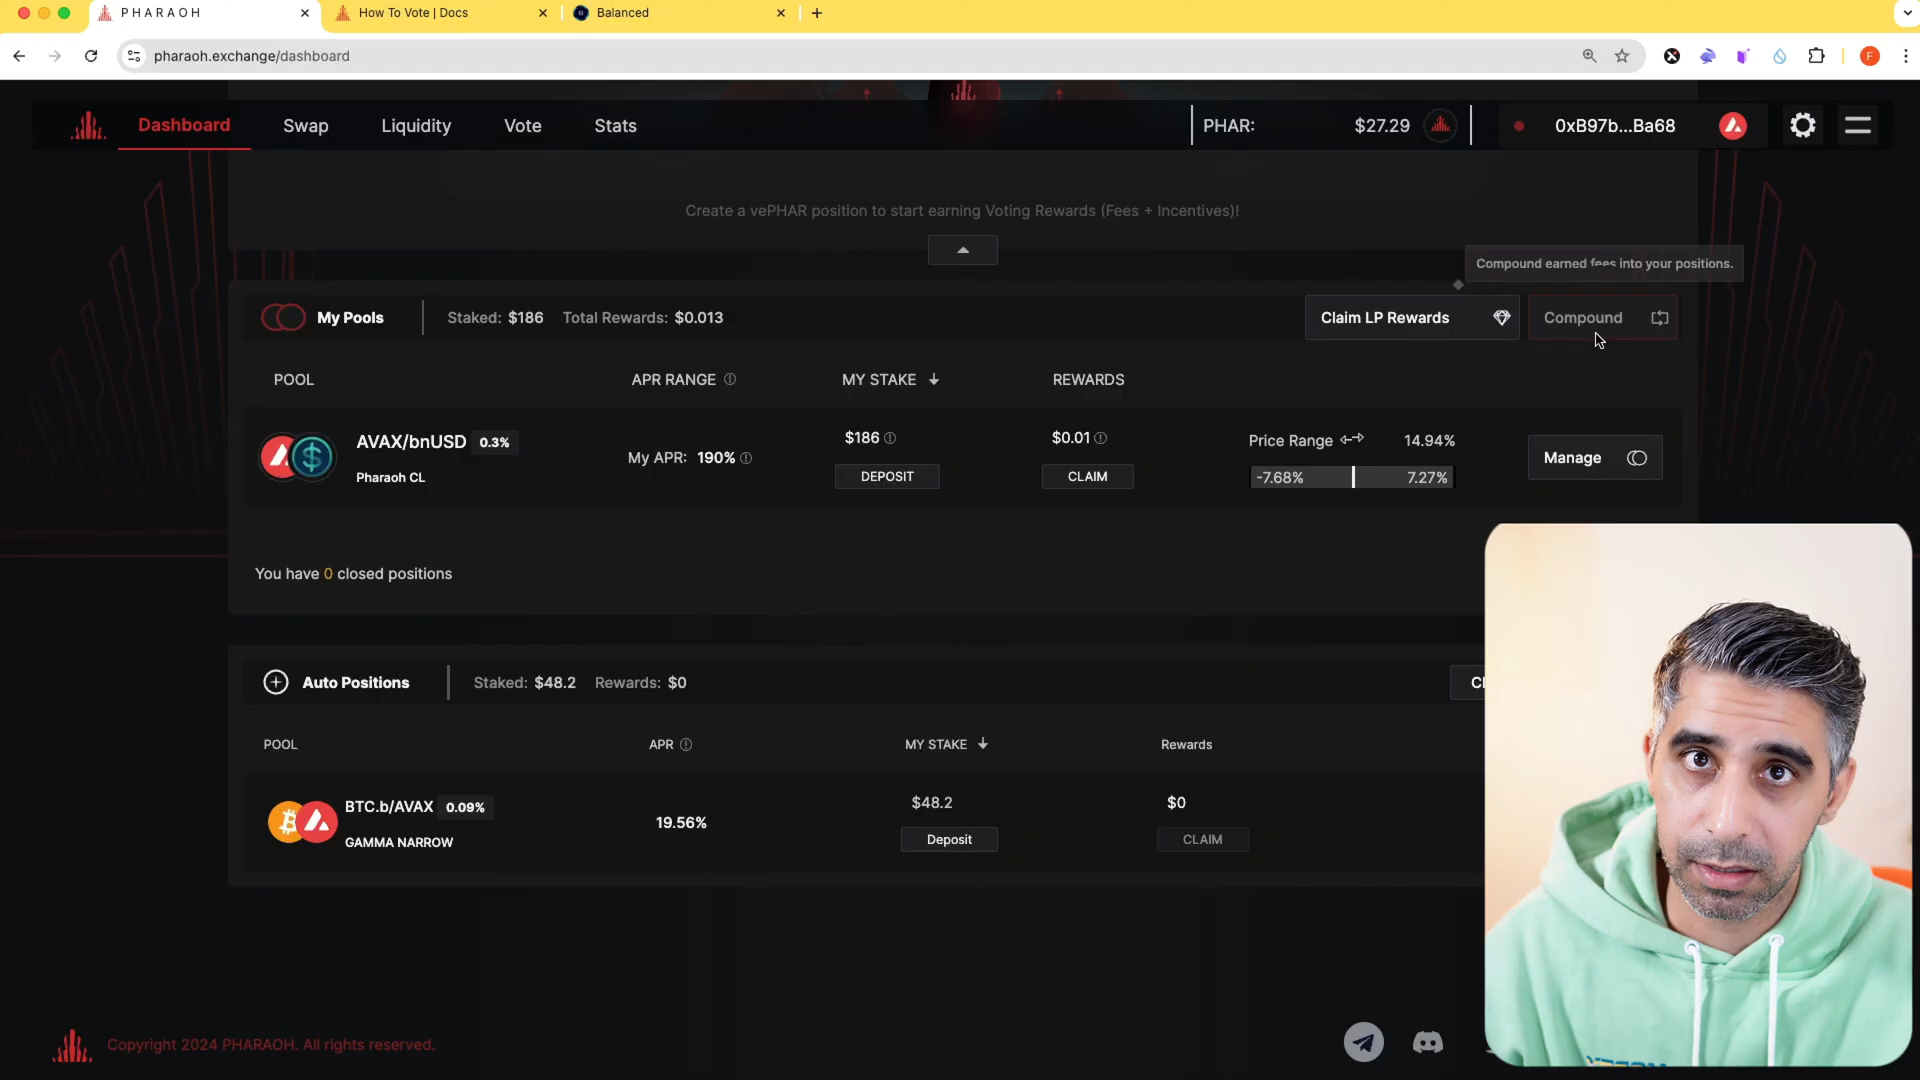 PHARAOH
How To Vote | Docs
Balanced
pharaoh.exchange/dashboard
F
Dashboard
Swap
Liquidity
Vote
Stats
PHAR:
$27.29
0xB97b...Ba68
Create a vePHAR position to start earning Voting Rewards (Fees + Incentives)!
Compound earned fees into your positions.
My Pools
Staked: $186
Total Rewards: $0.013
Claim LP Rewards
Compound
POOL
APR RANGE
MY STAKE
REWARDS
AVAX/bnUSD 0.3%
Pharaoh CL
My APR: 190%
$186
DEPOSIT
$0.01
CLAIM
Price Range
14.94%
-7.68%
7.27%
Manage
You have 0 closed positions
Auto Positions
Staked: $48.2
Rewards: $0
POOL
APR
MY STAKE
Rewards
BTC.b/AVAX 0.09%
GAMMA NARROW
19.56%
$48.2
Deposit
$0
CLAIM
Copyright 2024 PHARAOH. All rights reserved.